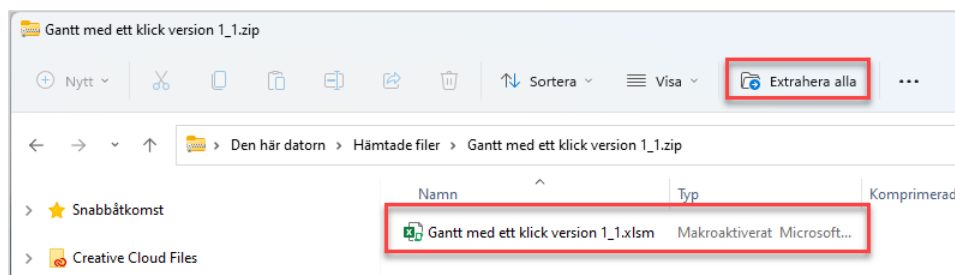 Gantt med ett klick version 1_1.zip
Nytt Sortera Visa Extrahera alla
Den här datorn > Hämtade filer > Gantt med ett klick version 1_1.zip
Namn Typ Komprimerad
Snabbåtkomst
Gantt med ett klick version 1_1.xlsm Makroaktiverat Microsoft...
Creative Cloud Files